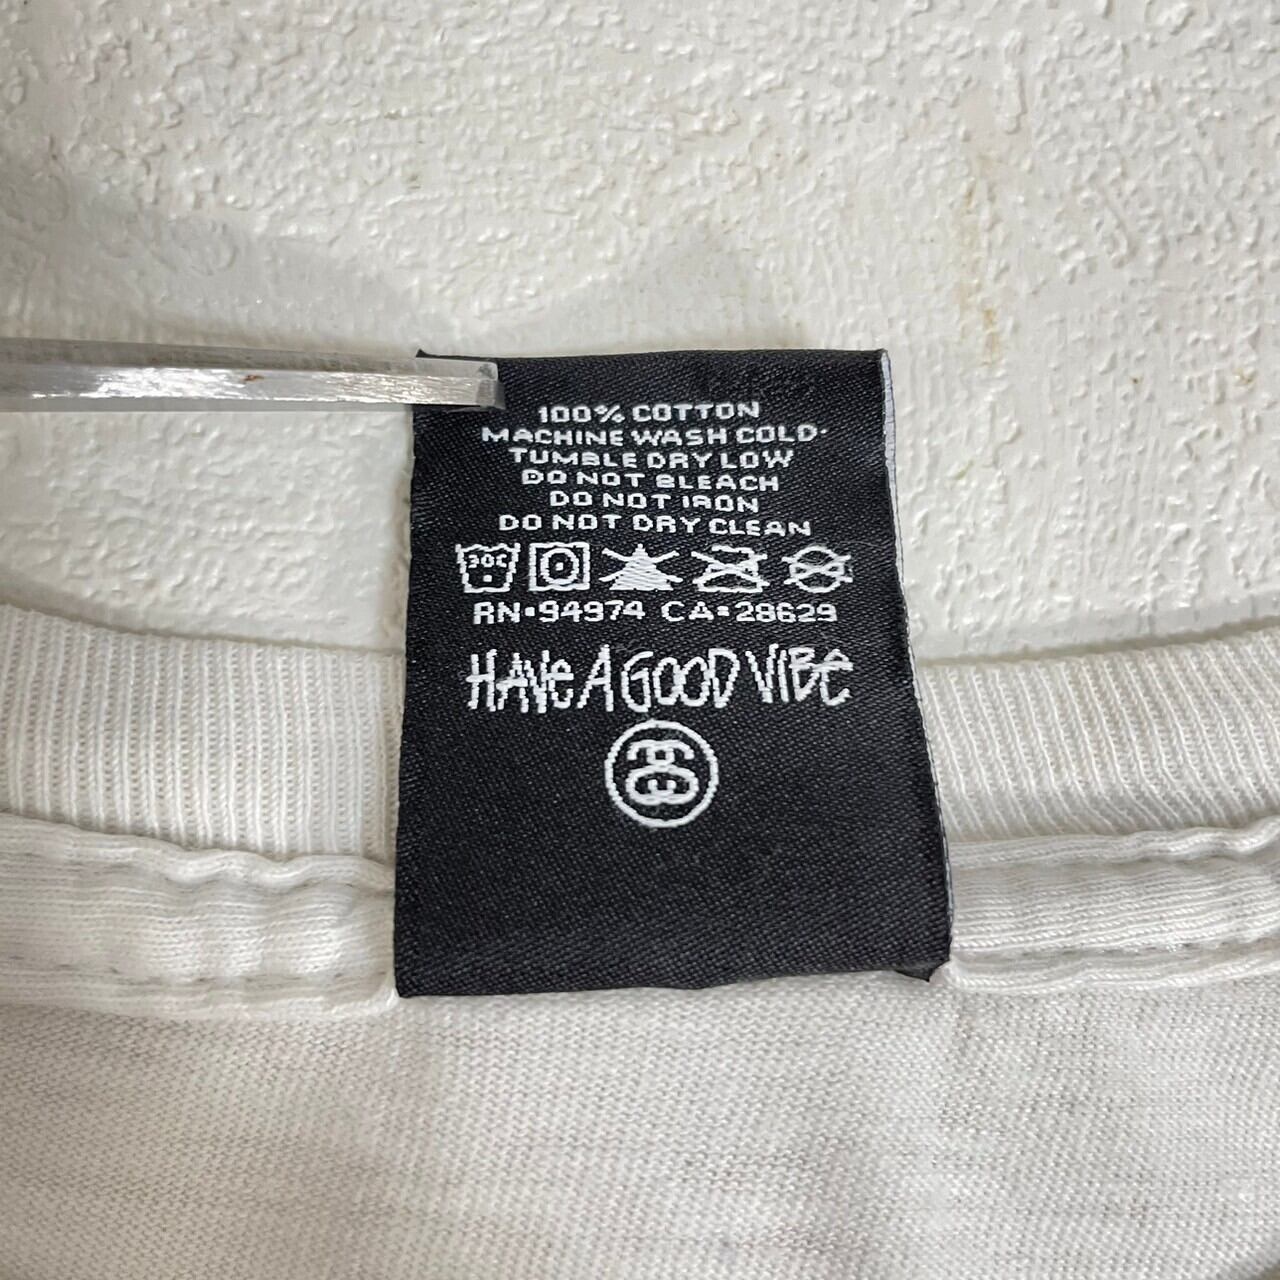 100% COTTON
MACHINE WASH COLD·
TUMBLE DRY LOW
DO NOT BLEACH
DO NOT IRON
DO NOT DRY CLEAN
30C
RN·94974 CA:28629
HAVE A GOOD VIBE